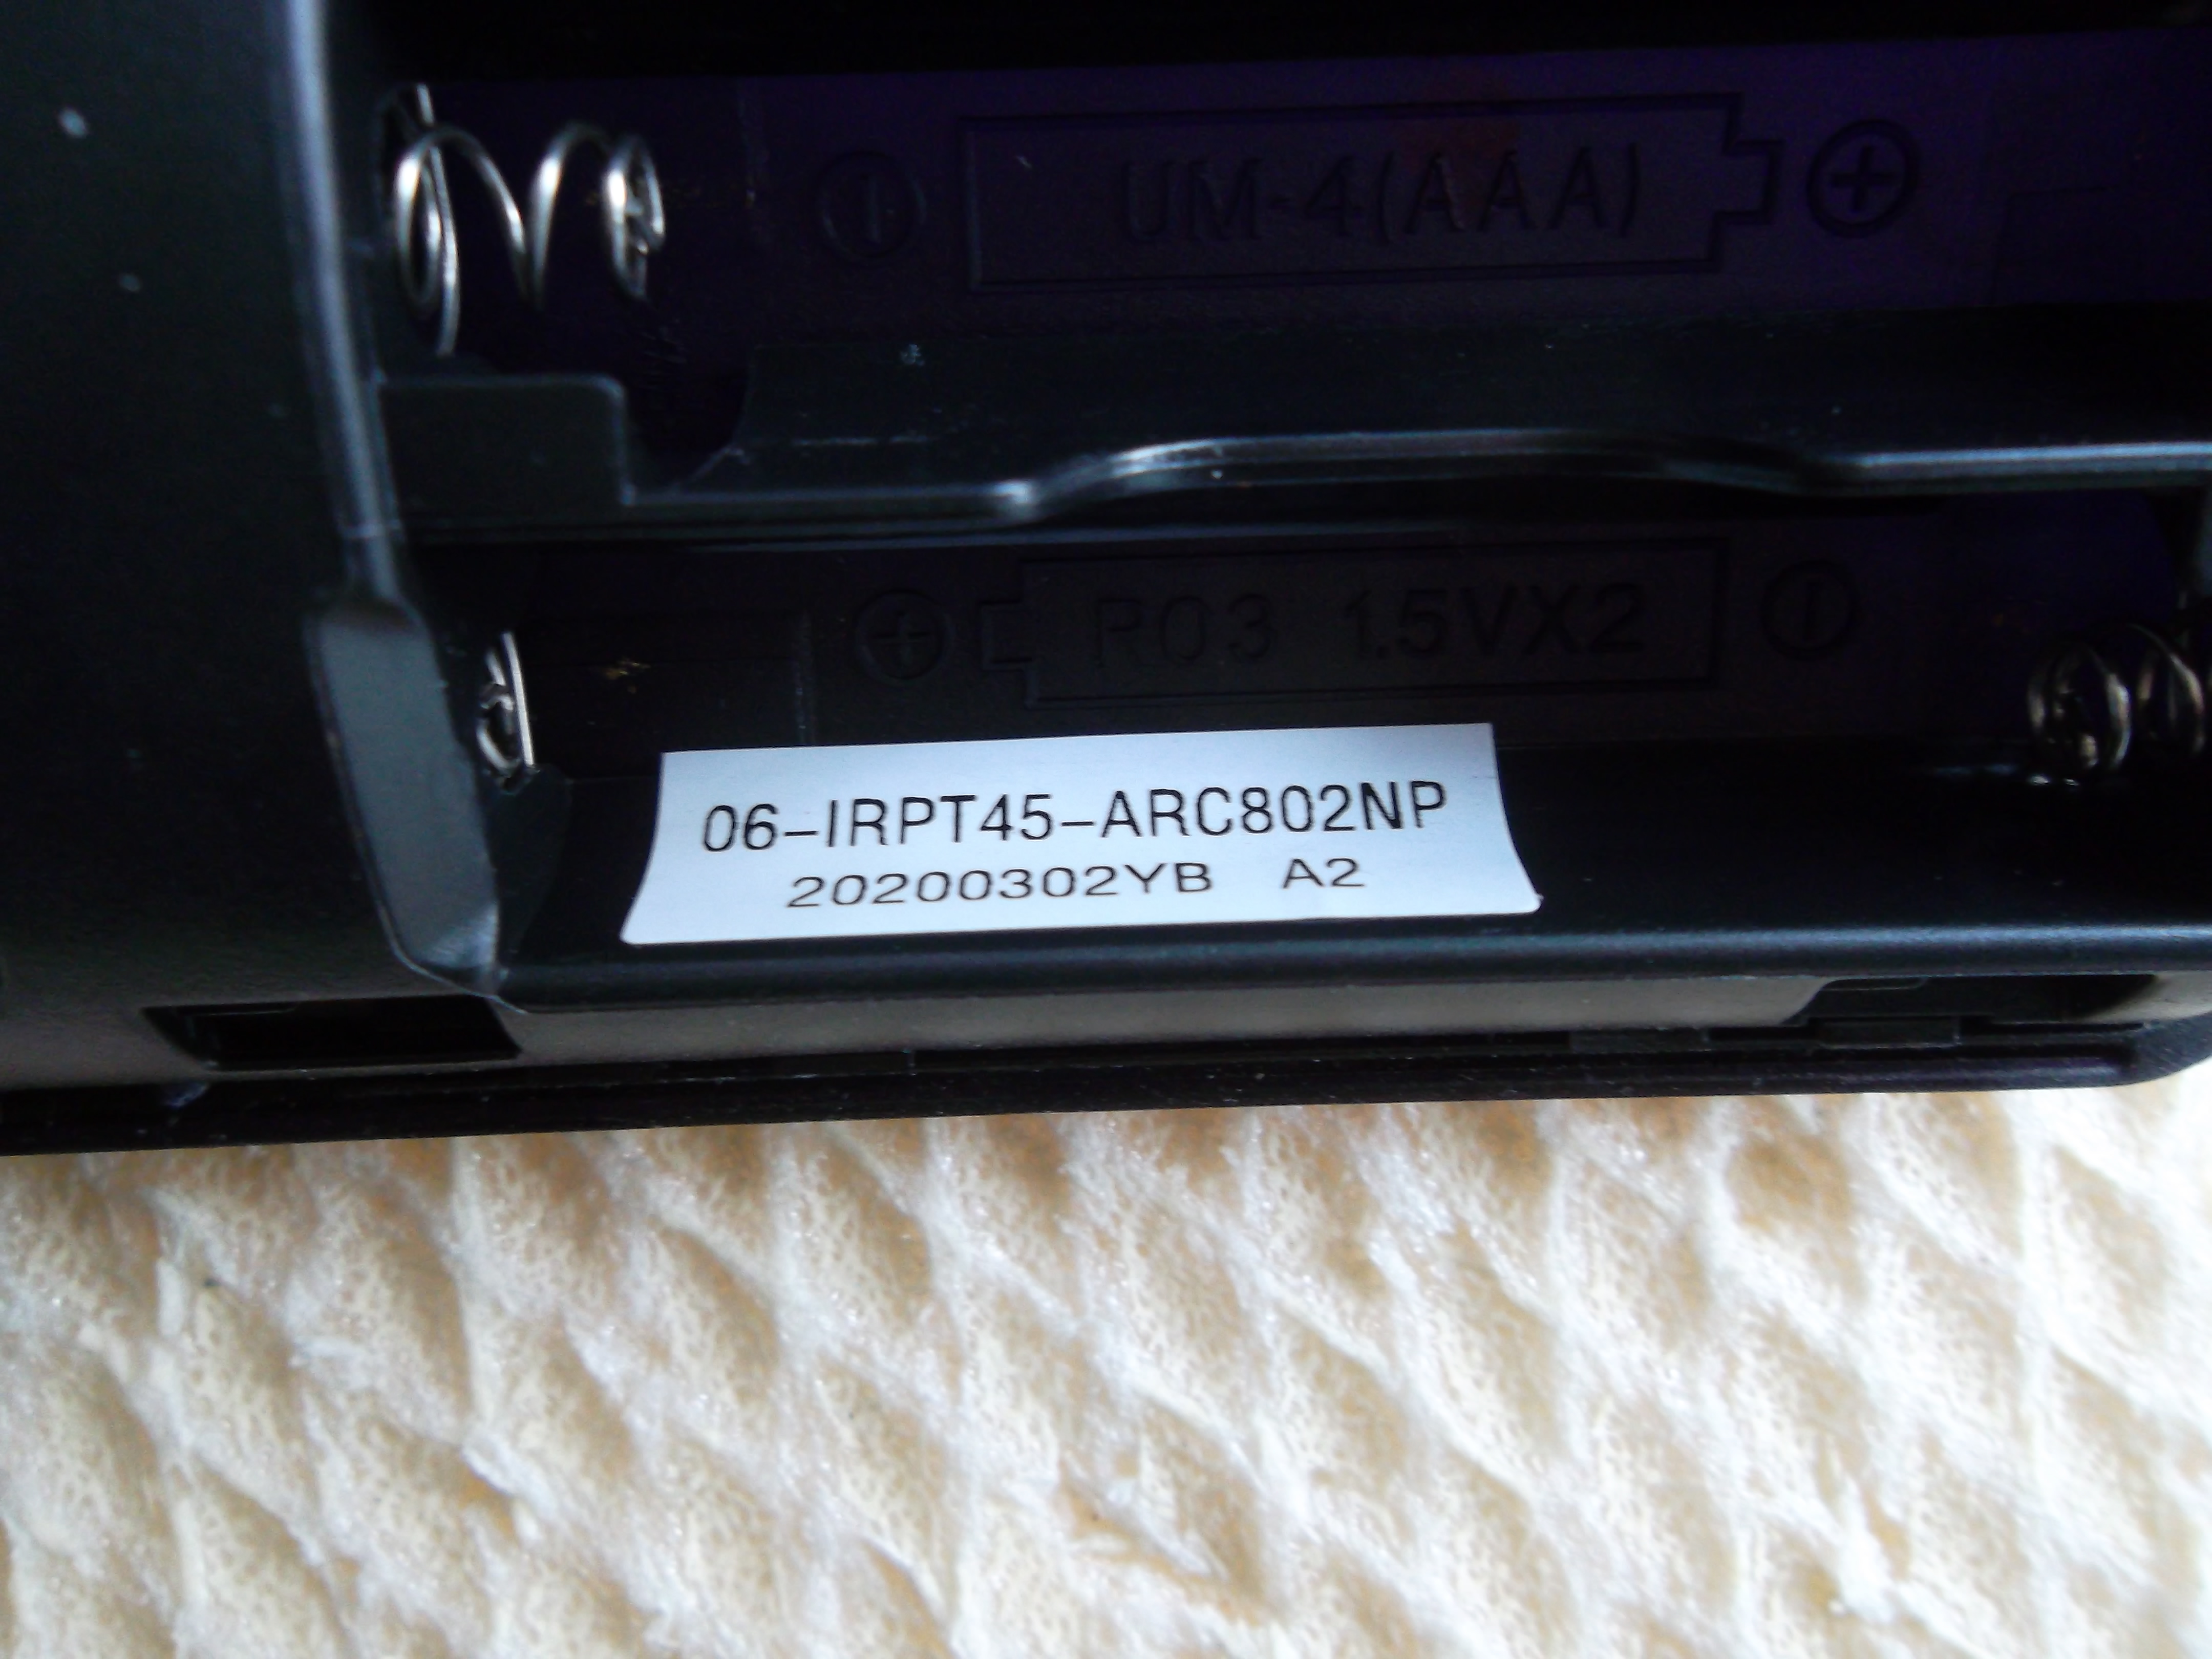 UM-4(AAA)
R03 1.5VX2
06-IRPT45-ARC802NP
20200302YB A2